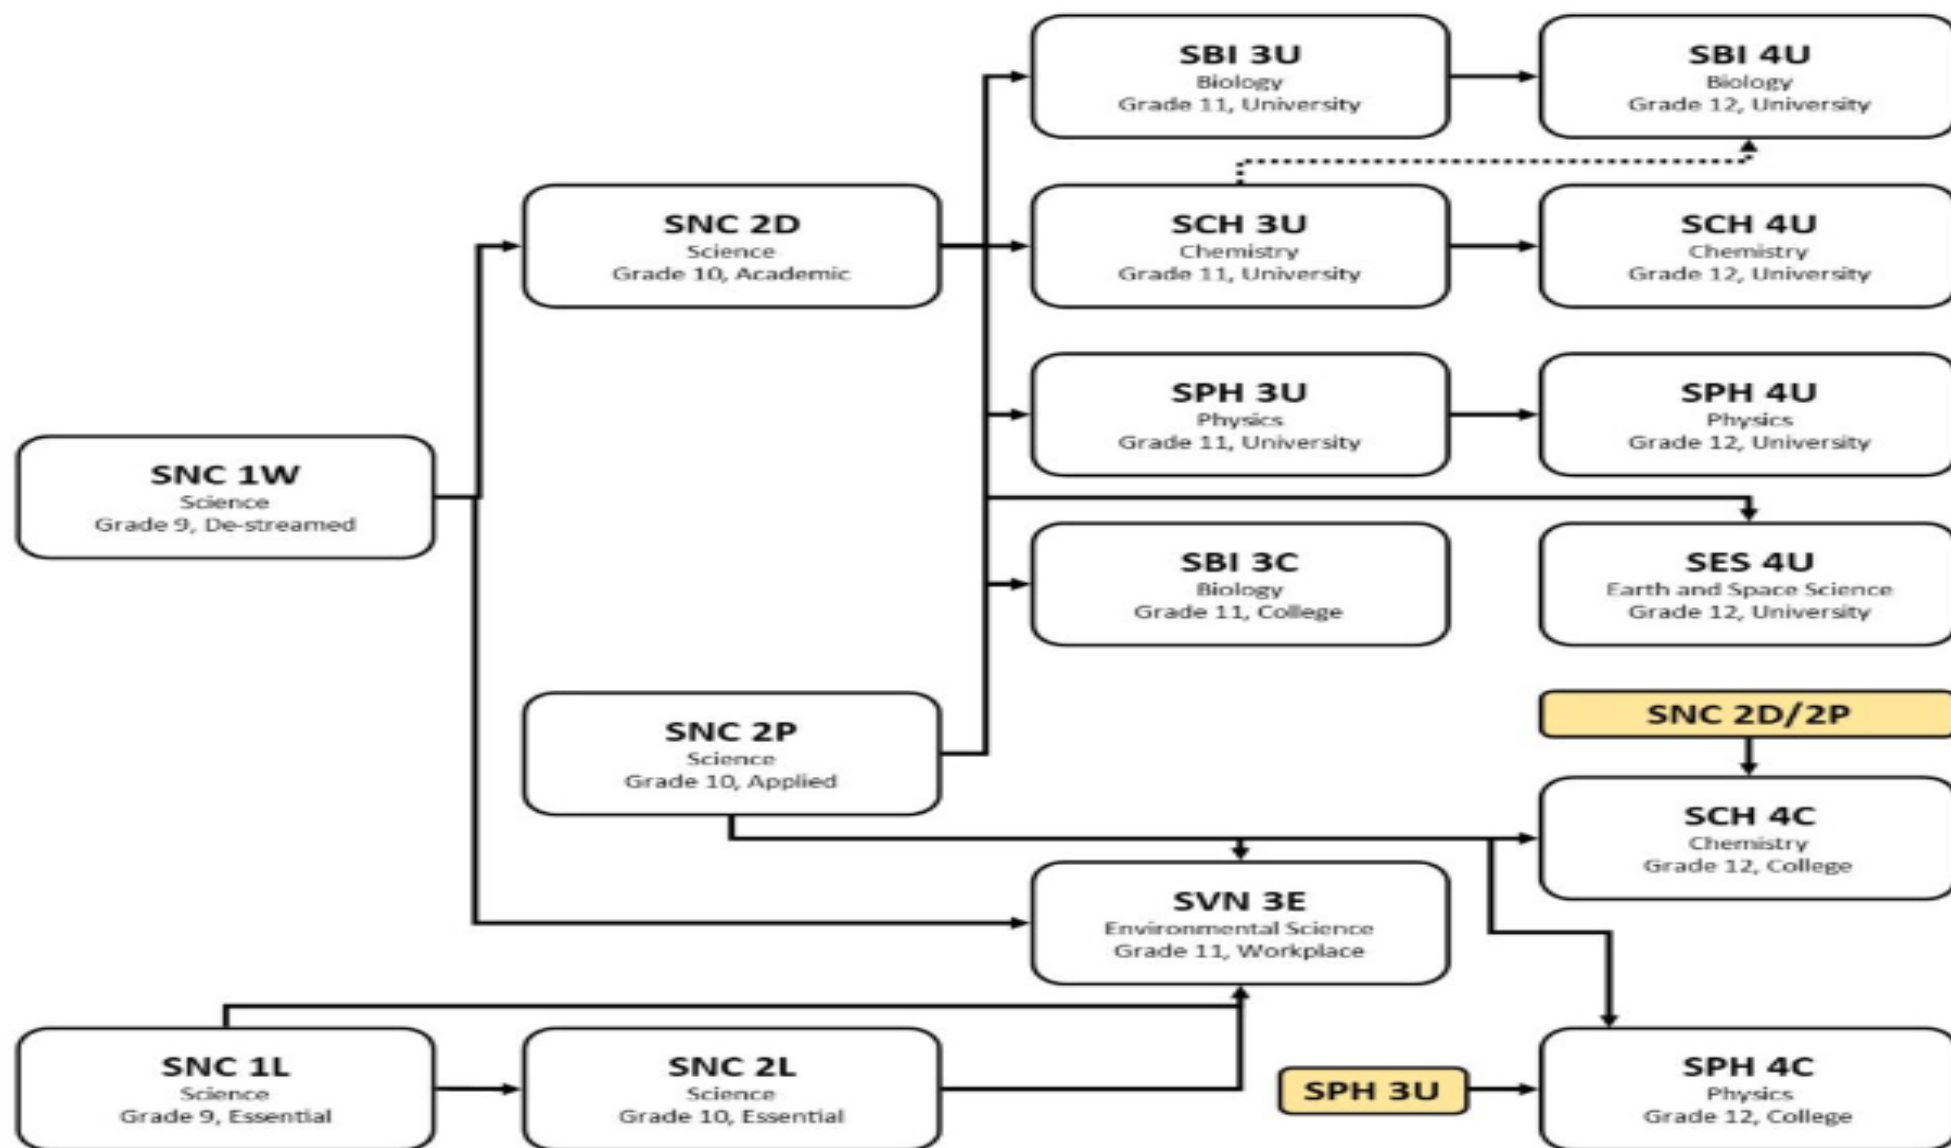 SBI 3U
Biology
Grade 11, University
SBI 4U
Biology
Grade 12, University
SNC 2D
Science
Grade 10, Academic
SCH 3U
Chemistry
Grade 11, University
SCH 4U
Chemistry
Grade 12, University
SPH 3U
Physics
Grade 11, University
SPH 4U
Physics
Grade 12, University
SNC 1W
Science
Grade 9, De-streamed
SBI 3C
Biology
Grade 11, College
SES 4U
Earth and Space Science
Grade 12, University
SNC 2P
Science
Grade 10, Applied
SNC 2D/2P
SCH 4C
Chemistry
Grade 12, College
SVN 3E
Environmental Science
Grade 11, Workplace
SNC 1L
Science
Grade 9, Essential
SNC 2L
Science
Grade 10, Essential
SPH 3U
SPH 4C
Physics
Grade 12, College